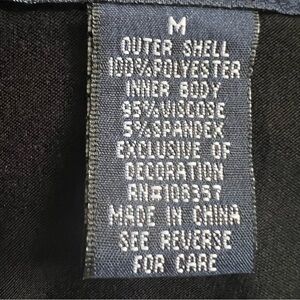 M
OUTER SHELL
100%POLYESTER
INNER BODY
95%VISCOSE
5%SPANDEX
EXCLUSIVE OF
DECORATION
RN#108357
MADE IN CHINA
SEE REVERSE
FOR CARE